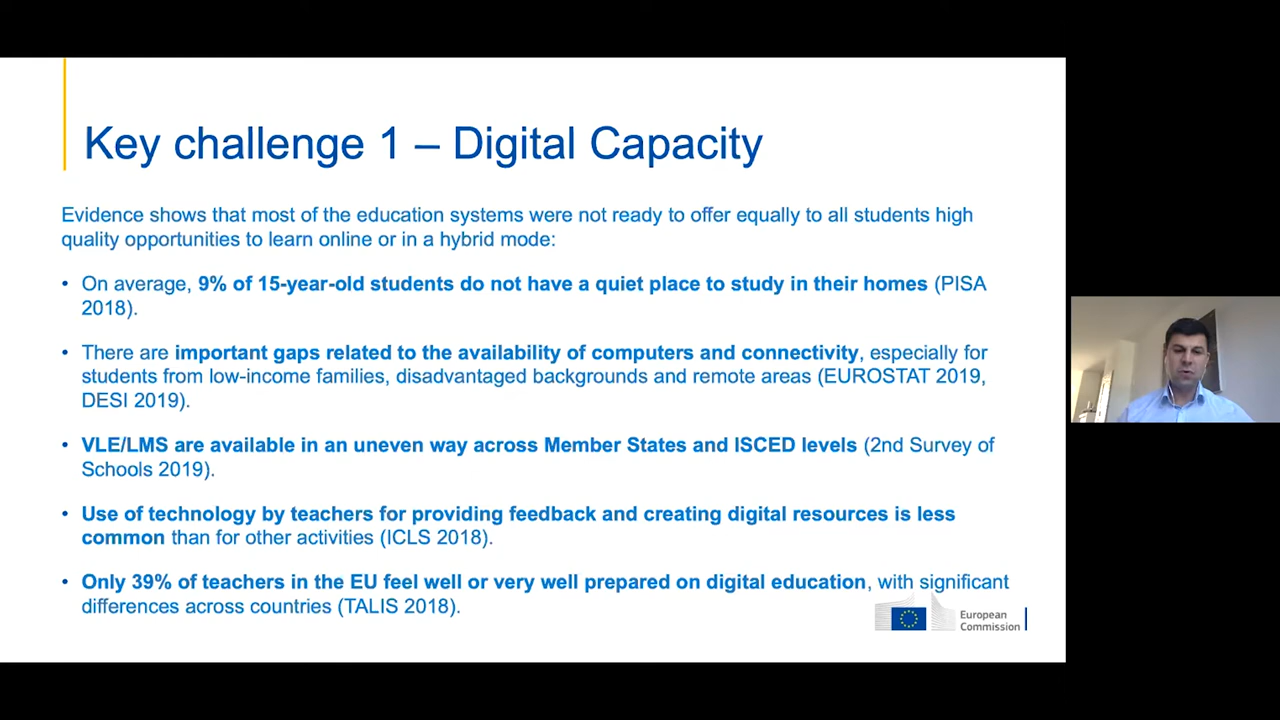 Key challenge 1 – Digital Capacity
Evidence shows that most of the education systems were not ready to offer equally to all students high
quality opportunities to learn online or in a hybrid mode:
• On average, 9% of 15-year-old students do not have a quiet place to study in their homes (PISA
2018).
• There are important gaps related to the availability of computers and connectivity, especially for
students from low-income families, disadvantaged backgrounds and remote areas (EUROSTAT 2019,
DESI 2019).
• VLE/LMS are available in an uneven way across Member States and ISCED levels (2nd Survey of
Schools 2019).
• Use of technology by teachers for providing feedback and creating digital resources is less
common than for other activities (ICLS 2018).
• Only 39% of teachers in the EU feel well or very well prepared on digital education, with significant
differences across countries (TALIS 2018).
European
Commission